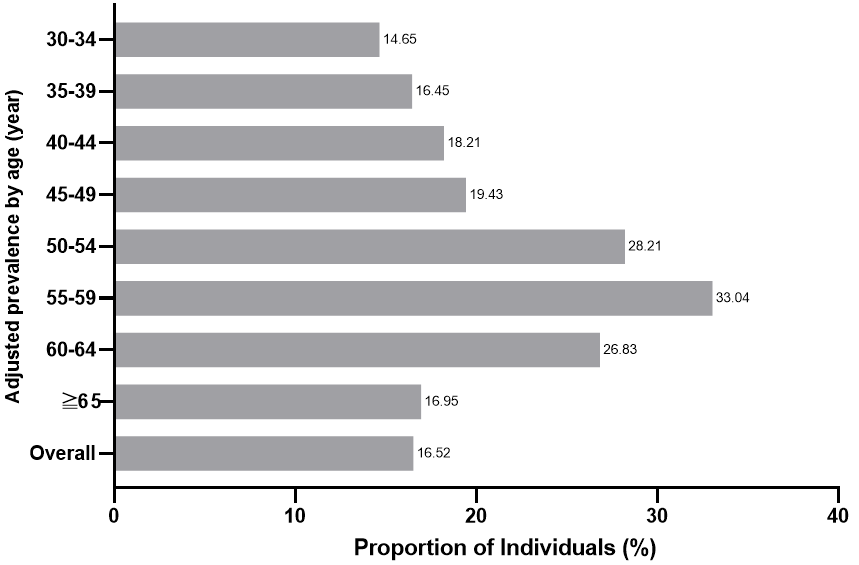 Adjusted prevalence by age (year)
30-34 14.65
35-39 16.45
40-44 18.21
45-49 19.43
50-54 28.21
55-59 33.04
60-64 26.83
≧65 16.95
Overall 16.52
0 10 20 30 40
Proportion of Individuals (%)